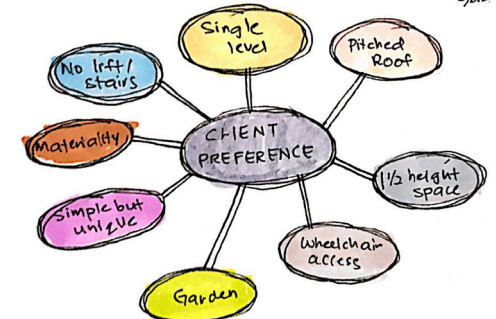 Single
level
Pitched
Roof
No lift/
stairs
CLIENT
PREFERENCE
Materiality
1½ height
space
Simple but
unique
Wheelchair
access
Garden